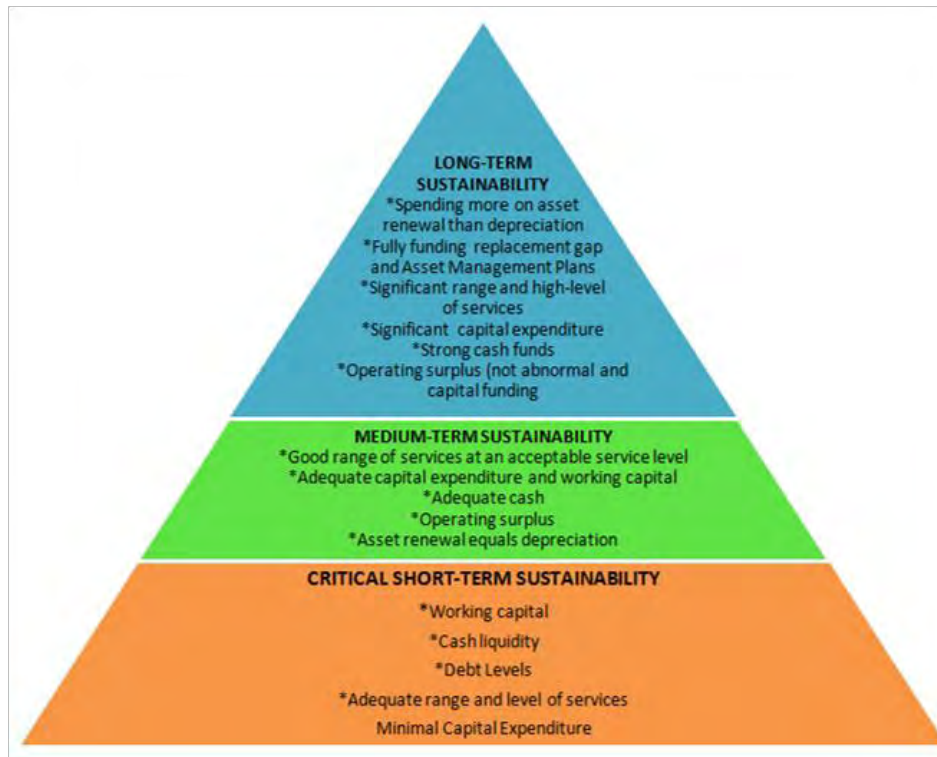 LONG-TERM
SUSTAINABILITY
*Spending more on asset
renewal than depreciation
*Fully funding replacement gap
and Asset Management Plans
*Significant range and high-level
of services
*Significant capital expenditure
*Strong cash funds
*Operating surplus (not abnormal and
capital funding
MEDIUM-TERM SUSTAINABILITY
*Good range of services at an acceptable service level
*Adequate capital expenditure and working capital
*Adequate cash
*Operating surplus
*Asset renewal equals depreciation
CRITICAL SHORT-TERM SUSTAINABILITY
*Working capital
*Cash liquidity
*Debt Levels
*Adequate range and level of services
Minimal Capital Expenditure